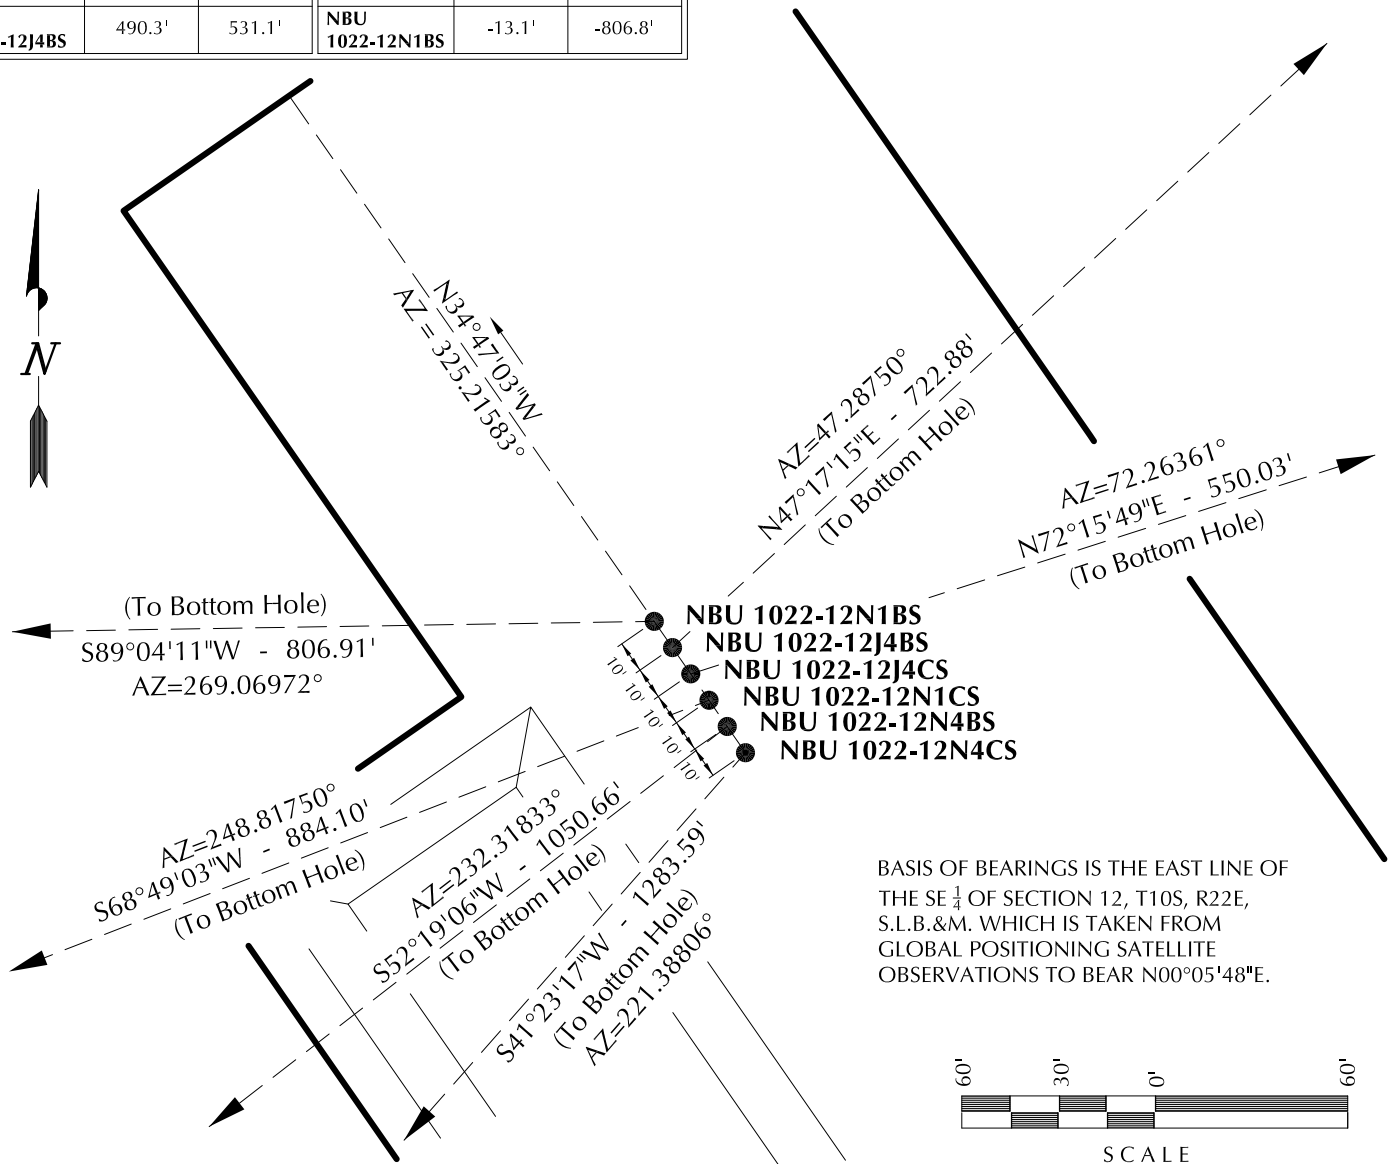 -12J4BS 490.3' 531.1' NBU 1022-12N1BS -13.1' -806.8'
N
N34°47'03"W
AZ = 325.21583°
AZ=47.28750°
N47°17'15"E - 722.88'
(To Bottom Hole)
AZ=72.26361°
N72°15'49"E - 550.03'
(To Bottom Hole)
(To Bottom Hole)
S89°04'11"W - 806.91'
AZ=269.06972°
NBU 1022-12N1BS
NBU 1022-12J4BS
NBU 1022-12J4CS
NBU 1022-12N1CS
NBU 1022-12N4BS
NBU 1022-12N4CS
10'
10'
10'
10'
10'
AZ=248.81750°
S68°49'03"W - 884.10'
(To Bottom Hole)
AZ=232.31833°
S52°19'06"W - 1050.66'
(To Bottom Hole)
S41°23'17"W - 1283.59'
(To Bottom Hole)
AZ=221.38806°
BASIS OF BEARINGS IS THE EAST LINE OF
THE SE 1/4 OF SECTION 12, T10S, R22E,
S.L.B.&M. WHICH IS TAKEN FROM
GLOBAL POSITIONING SATELLITE
OBSERVATIONS TO BEAR N00°05'48"E.
60' 30' 0' 60'
SCALE